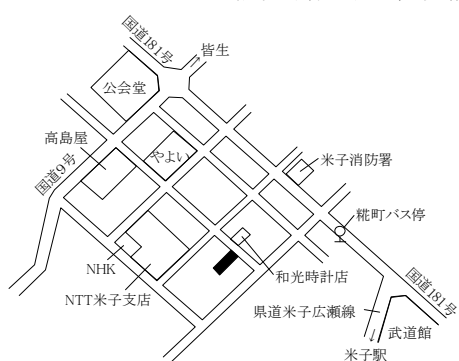 国道181号
皆生
公会堂
高島屋
やよい
国道9号
米子消防署
糀町バス停
NHK
和光時計店
NTT米子支店
県道米子広瀬線
国道181号
武道館
米子駅